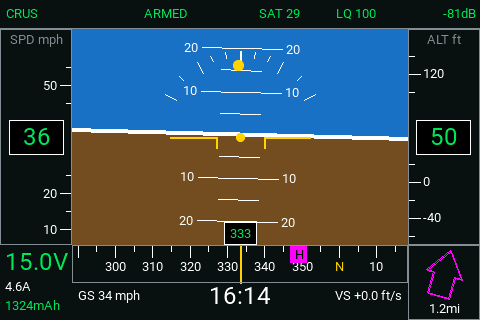 CRUS ARMED SAT 29 LQ 100 -81dB
SPD mph ALT ft
20 20
120
50
10 10
36 50
10 10
0
20
20 20
-40
333
10
H
300 310 320 330 340 350 N 10
15.0V
4.6A
1324mAh
GS 34 mph 16:14 VS +0.0 ft/s
1.2mi